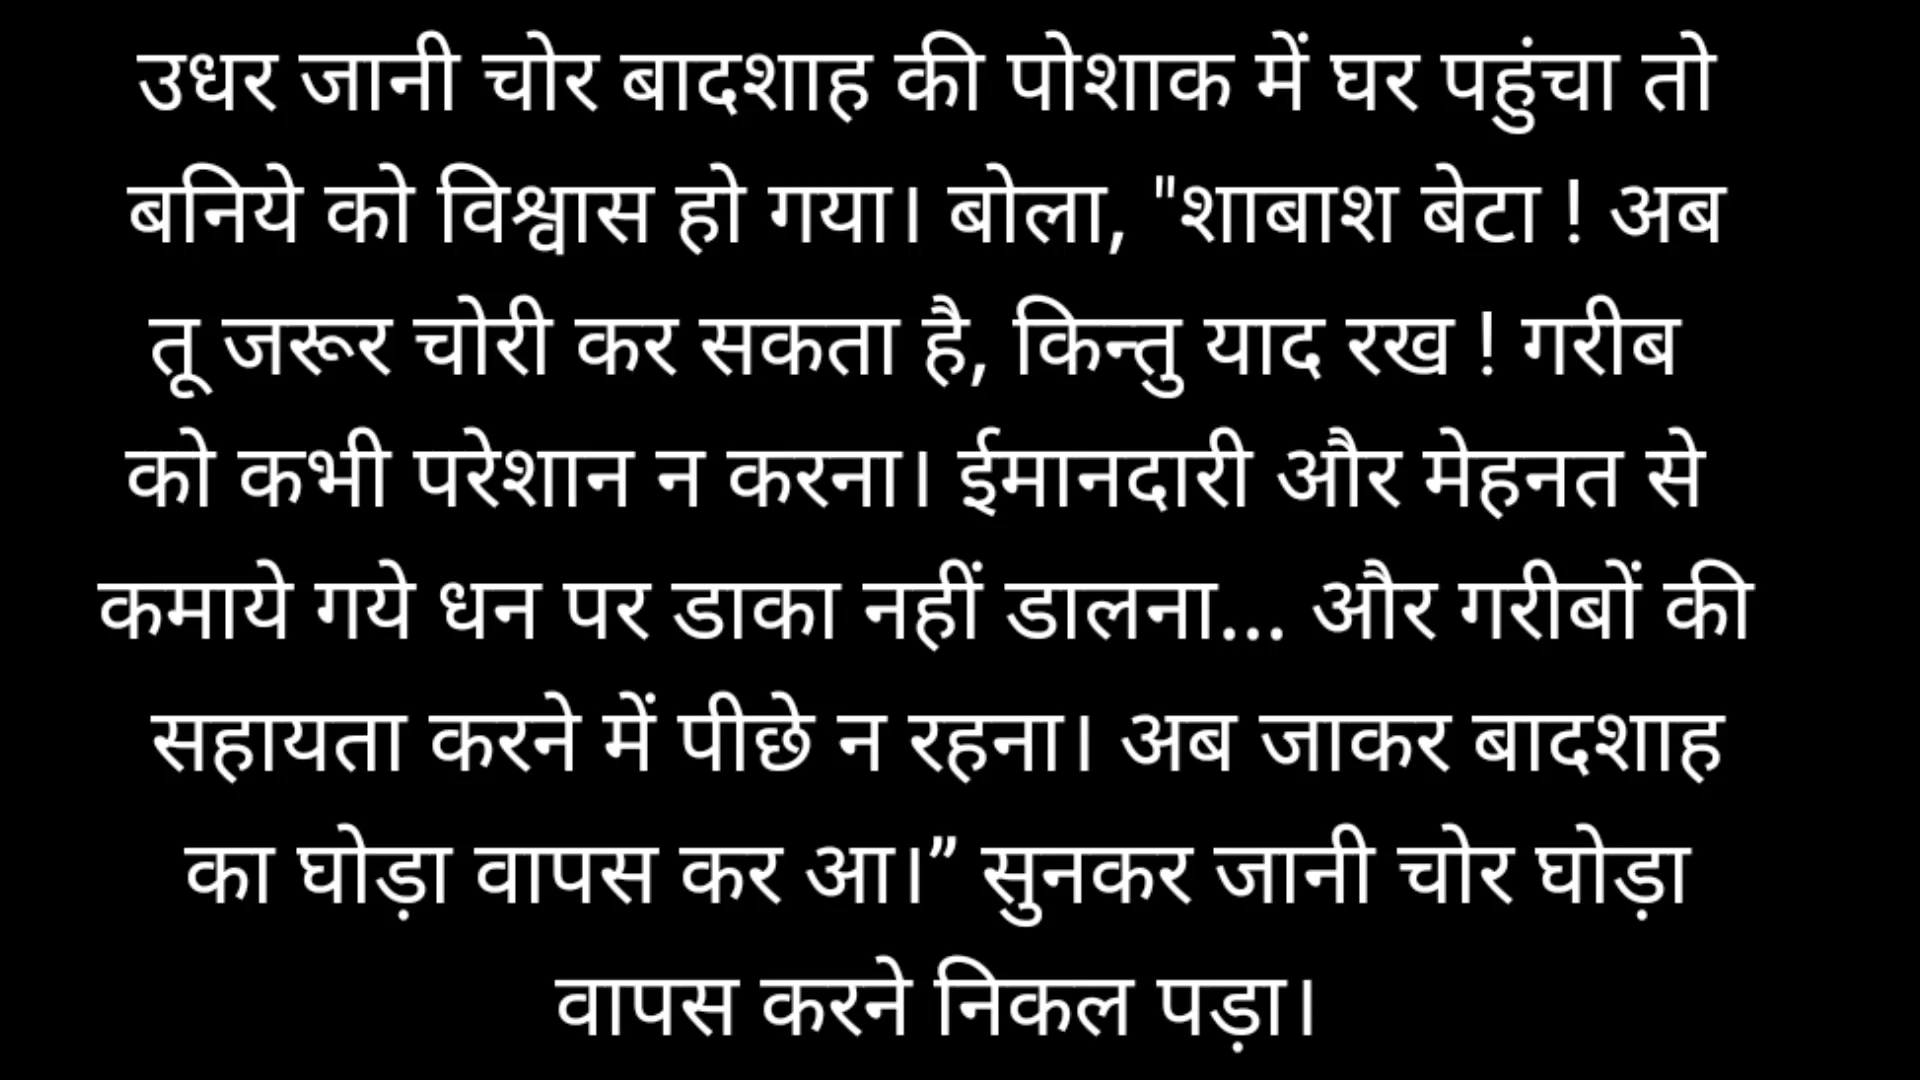 उधर जानी चोर बादशाह की पोशाक में घर पहुंचा तो
बनिये को विश्वास हो गया। बोला, "शाबाश बेटा ! अब
तू जरूर चोरी कर सकता है, किन्तु याद रख ! गरीब
को कभी परेशान न करना। ईमानदारी और मेहनत से
कमाये गये धन पर डाका नहीं डालना... और गरीबों की
सहायता करने में पीछे न रहना। अब जाकर बादशाह
का घोड़ा वापस कर आ।” सुनकर जानी चोर घोड़ा
वापस करने निकल पड़ा।